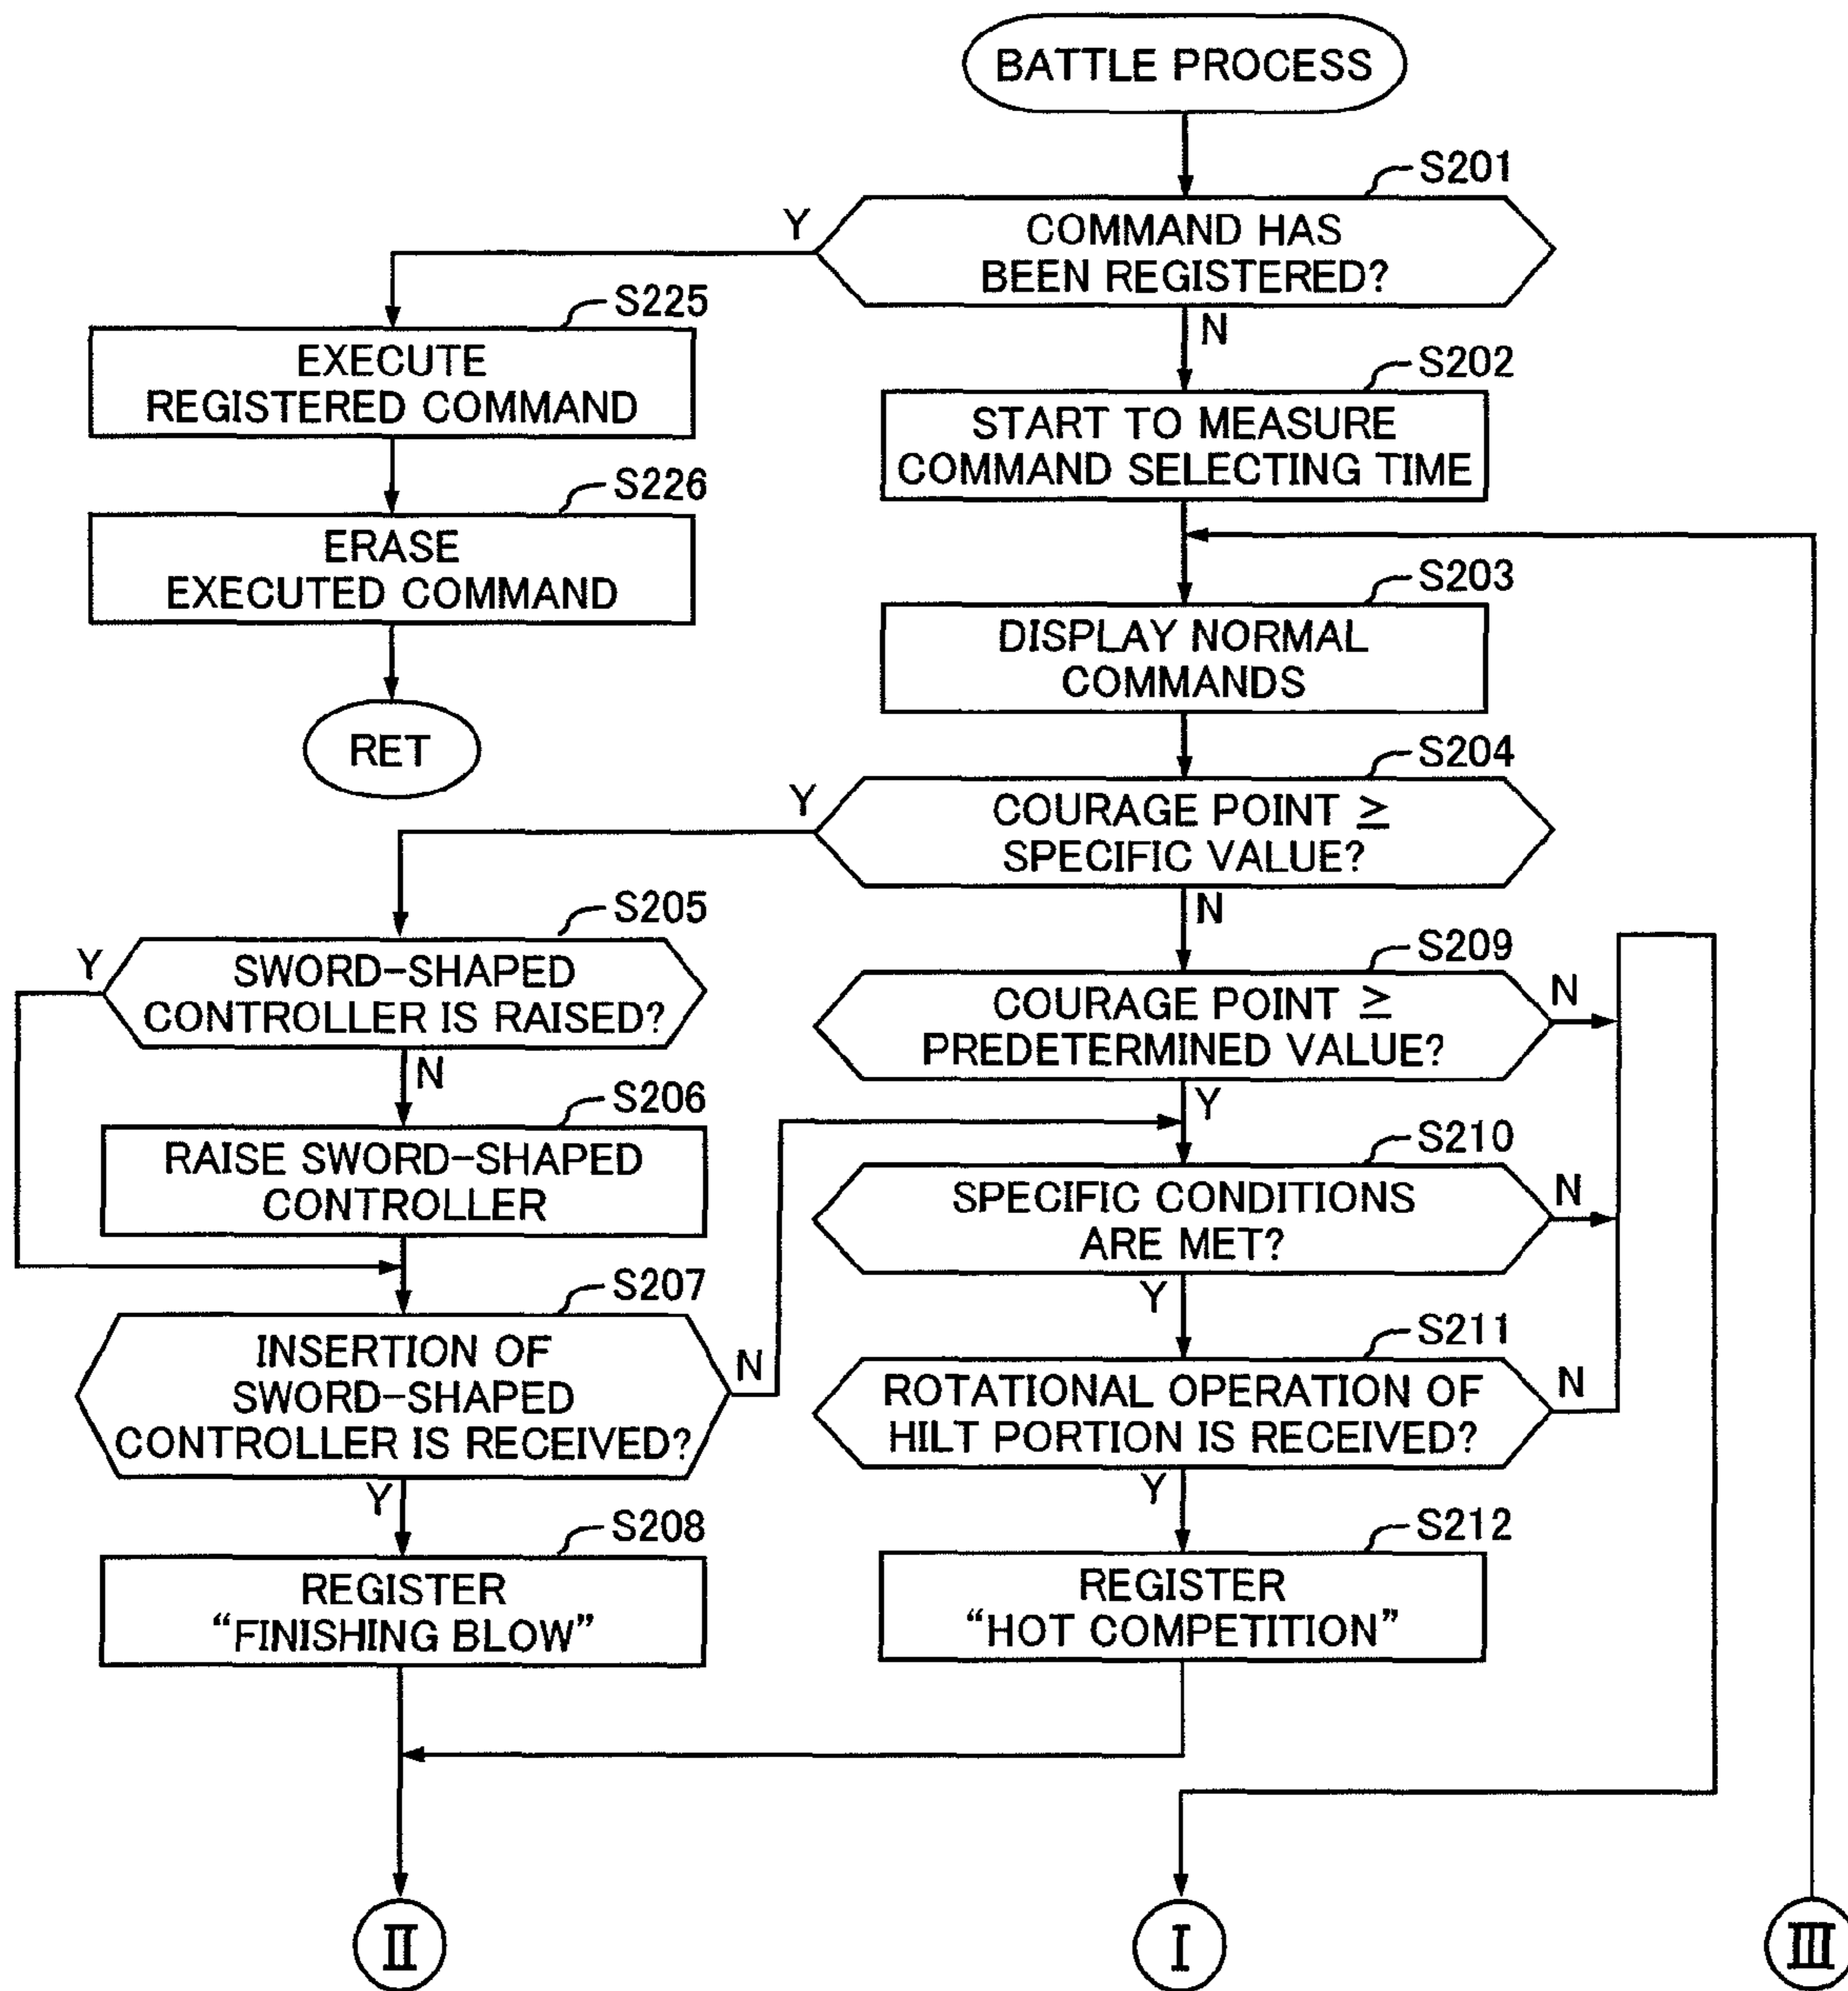 BATTLE PROCESS
S201
Y
COMMAND HAS
BEEN REGISTERED?
N
S225
EXECUTE
REGISTERED COMMAND
S226
ERASE
EXECUTED COMMAND
RET
S202
START TO MEASURE
COMMAND SELECTING TIME
S203
DISPLAY NORMAL
COMMANDS
S204
Y
COURAGE POINT ≥
SPECIFIC VALUE?
N
S205
Y
SWORD-SHAPED
CONTROLLER IS RAISED?
N
S206
RAISE SWORD-SHAPED
CONTROLLER
S207
INSERTION OF
SWORD-SHAPED
CONTROLLER IS RECEIVED?
N
Y
S208
REGISTER
“FINISHING BLOW”
S209
COURAGE POINT ≥
PREDETERMINED VALUE?
N
Y
S210
SPECIFIC CONDITIONS
ARE MET?
N
Y
S211
ROTATIONAL OPERATION OF
HILT PORTION IS RECEIVED?
N
Y
S212
REGISTER
“HOT COMPETITION”
II
I
III